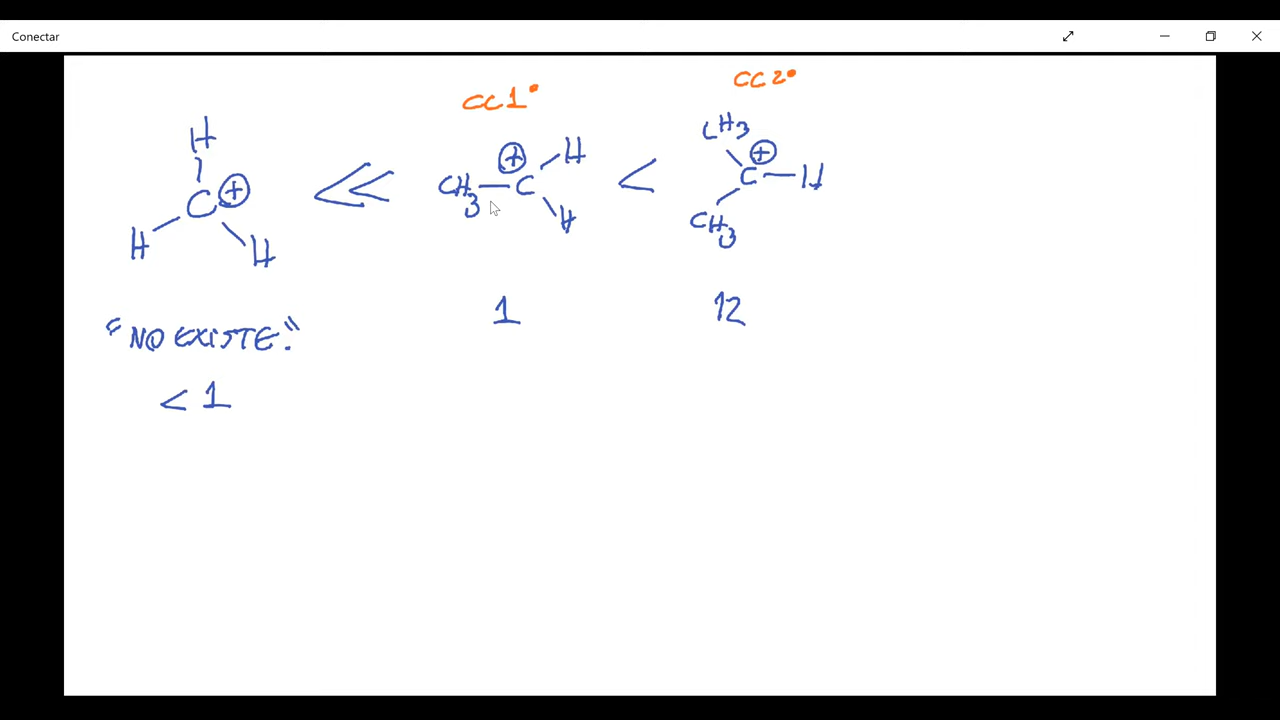 Conectar
CC1° CC2°
H CH3
C ⊕ << CH3 — C ⊕ H < C ⊕ — H
H H H CH3
1 12
"NO EXISTE."
< 1